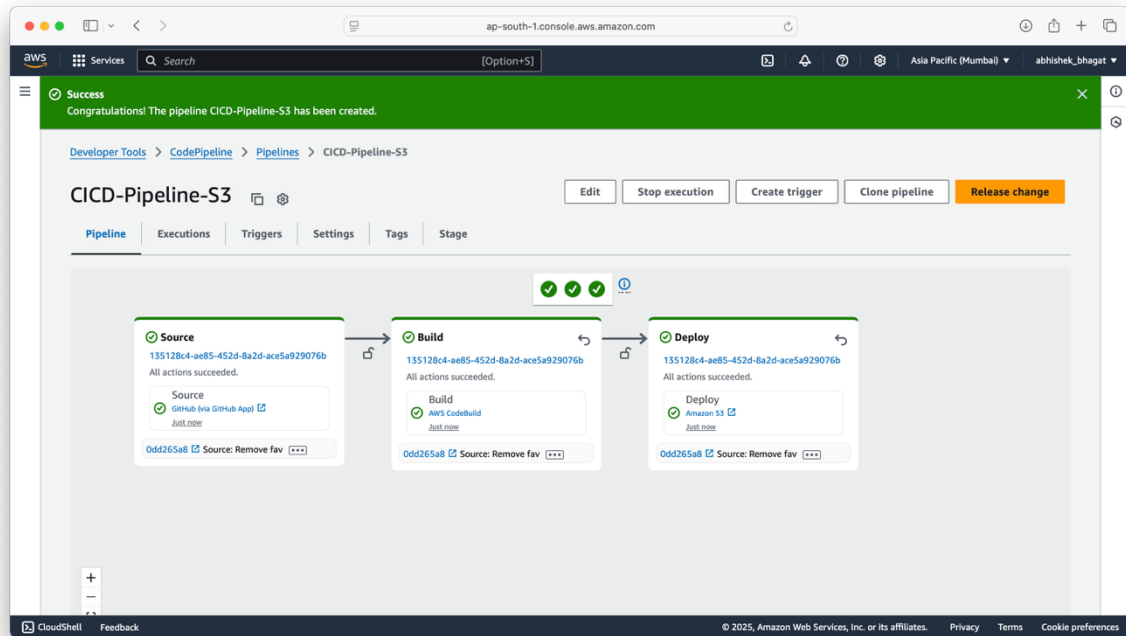 ap-south-1.console.aws.amazon.com
aws
Services
Search
[Option+S]
Asia Pacific (Mumbai)
abhishek_bhagat
Success
Congratulations! The pipeline CICD-Pipeline-S3 has been created.
Developer Tools > CodePipeline > Pipelines > CICD-Pipeline-S3
CICD-Pipeline-S3
Edit
Stop execution
Create trigger
Clone pipeline
Release change
Pipeline
Executions
Triggers
Settings
Tags
Stage
Source
135128c4-ae85-452d-8a2d-ace5a929076b
All actions succeeded.
Source
GitHub (via GitHub App)
Just now
0dd265a8 Source: Remove fav
Build
135128c4-ae85-452d-8a2d-ace5a929076b
All actions succeeded.
Build
AWS CodeBuild
Just now
0dd265a8 Source: Remove fav
Deploy
135128c4-ae85-452d-8a2d-ace5a929076b
All actions succeeded.
Deploy
Amazon S3
Just now
0dd265a8 Source: Remove fav
CloudShell
Feedback
© 2025, Amazon Web Services, Inc. or its affiliates.
Privacy
Terms
Cookie preferences